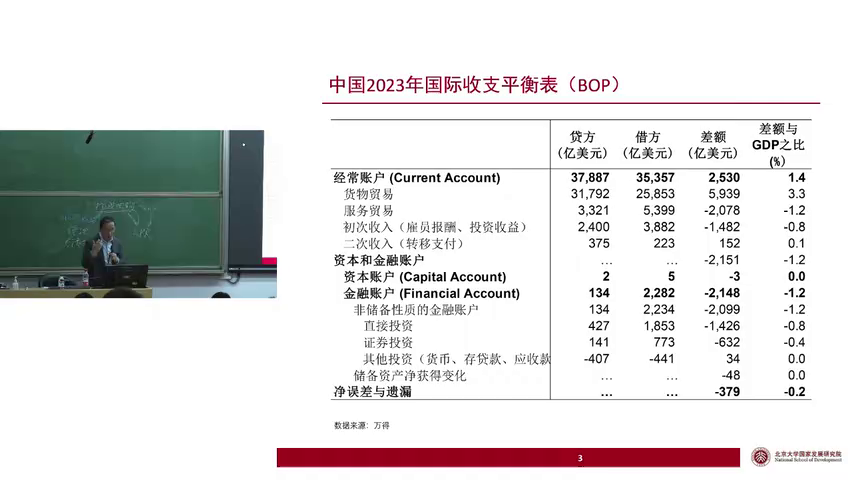 中国2023年国际收支平衡表（BOP）
贷方 (亿美元) 借方 (亿美元) 差额 (亿美元) 差额与GDP之比 (%)
经常账户 (Current Account) 37,887 35,357 2,530 1.4
货物贸易 31,792 25,853 5,939 3.3
服务贸易 3,321 5,399 -2,078 -1.2
初次收入（雇员报酬、投资收益） 2,400 3,882 -1,482 -0.8
二次收入（转移支付） 375 223 152 0.1
资本和金融账户 … … -2,151 -1.2
资本账户 (Capital Account) 2 5 -3 0.0
金融账户 (Financial Account) 134 2,282 -2,148 -1.2
非储备性质的金融账户 134 2,234 -2,099 -1.2
直接投资 427 1,853 -1,426 -0.8
证券投资 141 773 -632 -0.4
其他投资（货币、存贷款、应收款 -407 -441 34 0.0
储备资产净获得变化 … … -48 0.0
净误差与遗漏 … … -379 -0.2
数据来源：万得
3
北京大学国家发展研究院
National School of Development